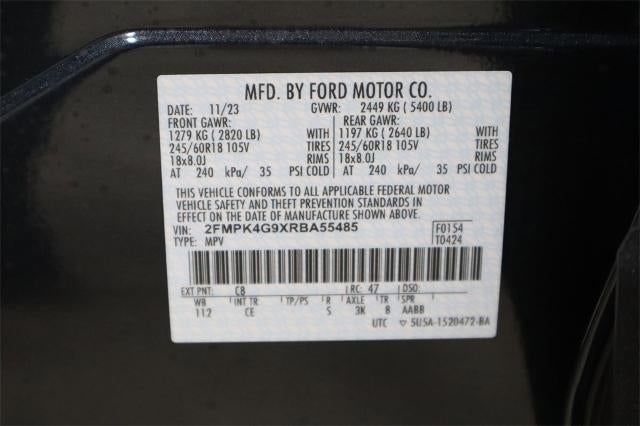 MFD. BY FORD MOTOR CO.
DATE: 11/23 GVWR: 2449 KG (5400 LB)
FRONT GAWR: REAR GAWR:
1279 KG (2820 LB) WITH 1197 KG (2640 LB) WITH
245/60R18 105V TIRES 245/60R18 105V TIRES
18x8.0J RIMS 18x8.0J RIMS
AT 240 kPa/ 35 PSI COLD AT 240 kPa/ 35 PSI COLD
THIS VEHICLE CONFORMS TO ALL APPLICABLE FEDERAL MOTOR
VEHICLE SAFETY AND THEFT PREVENTION STANDARDS IN
EFFECT ON THE DATE OF MANUFACTURE SHOWN ABOVE.
VIN: 2FMPK4G9XRBA55485 F0154
TYPE: MPV T0424
EXT PNT: C8 RC: 47 DSO:
WB INT TR TP/PS R AXLE TR SPR
112 CE S 3K 8 AABB
UTC ▽ 5U5A-1520472-BA